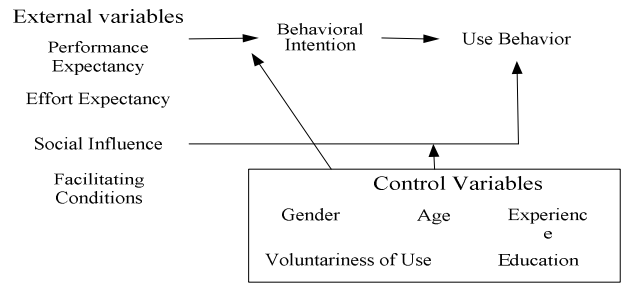 External variables
Performance
Expectancy
Effort Expectancy
Social Influence
Facilitating
Conditions
Behavioral
Intention
Use Behavior
Control Variables
Gender
Age
Experienc
e
Voluntariness of Use
Education